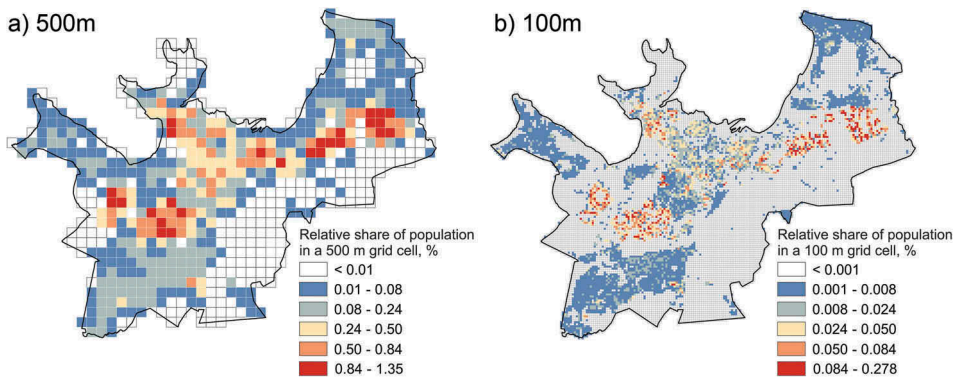 a) 500m
Relative share of population
in a 500 m grid cell, %
< 0.01
0.01 - 0.08
0.08 - 0.24
0.24 - 0.50
0.50 - 0.84
0.84 - 1.35
b) 100m
Relative share of population
in a 100 m grid cell, %
< 0.001
0.001 - 0.008
0.008 - 0.024
0.024 - 0.050
0.050 - 0.084
0.084 - 0.278